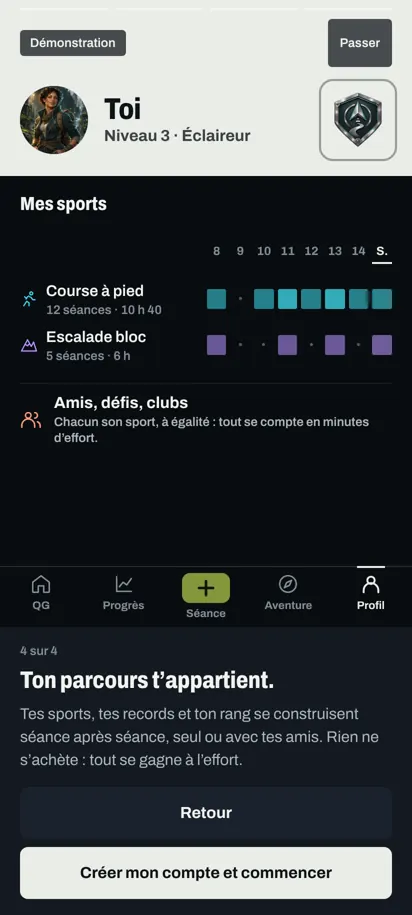 Démonstration
Passer
Toi
Niveau 3 · Éclaireur
Mes sports
8 9 10 11 12 13 14 S.
Course à pied
12 séances · 10 h 40
Escalade bloc
5 séances · 6 h
Amis, défis, clubs
Chacun son sport, à égalité : tout se compte en minutes
d’effort.
QG
Progrès
Séance
Aventure
Profil
4 sur 4
Ton parcours t’appartient.
Tes sports, tes records et ton rang se construisent
séance après séance, seul ou avec tes amis. Rien ne
s’achète : tout se gagne à l’effort.
Retour
Créer mon compte et commencer